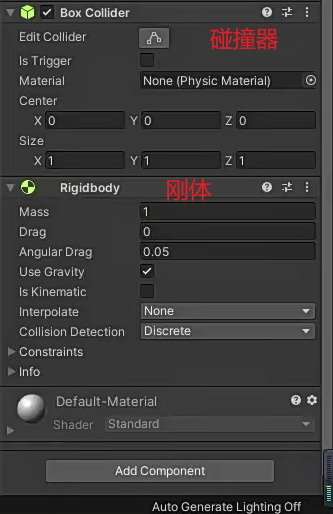 Box Collider
Edit Collider 碰撞器
Is Trigger
Material None (Physic Material)
Center
X 0 Y 0 Z 0
Size
X 1 Y 1 Z 1
Rigidbody 刚体
Mass 1
Drag 0
Angular Drag 0.05
Use Gravity
Is Kinematic
Interpolate None
Collision Detection Discrete
Constraints
Info
Default-Material
Shader Standard
Add Component
Auto Generate Lighting Off